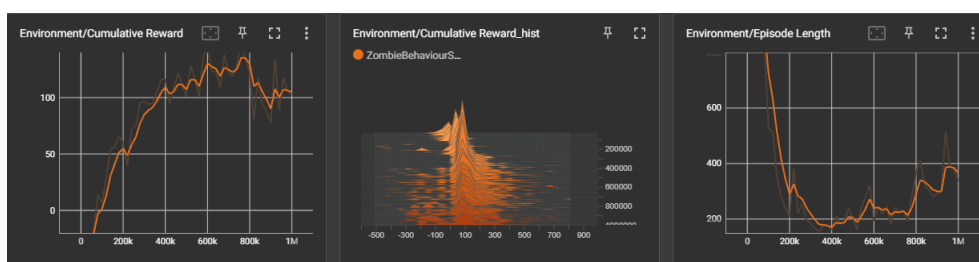 Environment/Cumulative Reward
100
50
0
0
200k
400k
600k
800k
1M
Environment/Cumulative Reward_hist
ZombieBehaviourS...
200000
400000
600000
800000
-500
-300
-100
100
300
500
700
900
Environment/Episode Length
600
400
200
0
200k
400k
600k
800k
1M